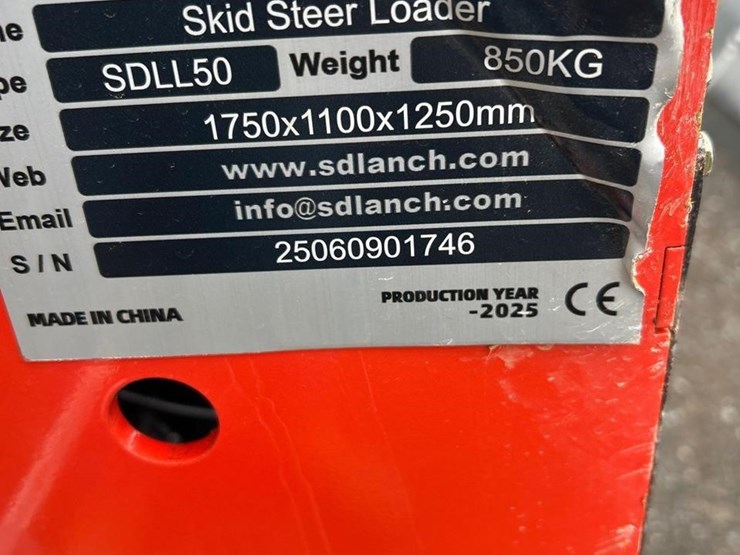 Skid Steer Loader
SDLL50 Weight 850KG
1750x1100x1250mm
www.sdlanch.com
Email info@sdlanch.com
S/N 25060901746
MADE IN CHINA PRODUCTION YEAR -2025 CE